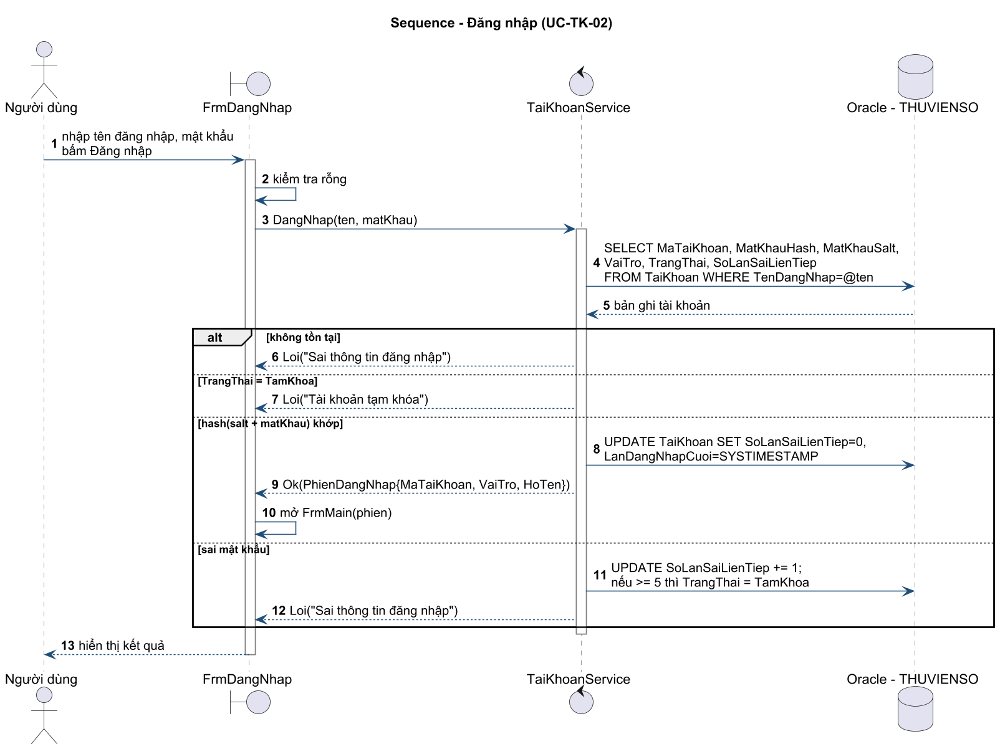 Sequence - Đăng nhập (UC-TK-02)
Người dùng
FrmDangNhap
TaiKhoanService
Oracle - THUVIENSO
1 nhập tên đăng nhập, mật khẩu
bấm Đăng nhập
2 kiểm tra rỗng
3 DangNhap(ten, matKhau)
4 SELECT MaTaiKhoan, MatKhauHash, MatKhauSalt,
VaiTro, TrangThai, SoLanSaiLienTiep
FROM TaiKhoan WHERE TenDangNhap=@ten
5 bản ghi tài khoản
alt [không tồn tại]
6 Loi("Sai thông tin đăng nhập")
[TrangThai = TamKhoa]
7 Loi("Tài khoản tạm khóa")
[hash(salt + matKhau) khớp]
8 UPDATE TaiKhoan SET SoLanSaiLienTiep=0,
LanDangNhapCuoi=SYSTIMESTAMP
9 Ok(PhienDangNhap{MaTaiKhoan, VaiTro, HoTen})
10 mở FrmMain(phien)
[sai mật khẩu]
11 UPDATE SoLanSaiLienTiep += 1;
nếu >= 5 thì TrangThai = TamKhoa
12 Loi("Sai thông tin đăng nhập")
13 hiển thị kết quả
Người dùng
FrmDangNhap
TaiKhoanService
Oracle - THUVIENSO